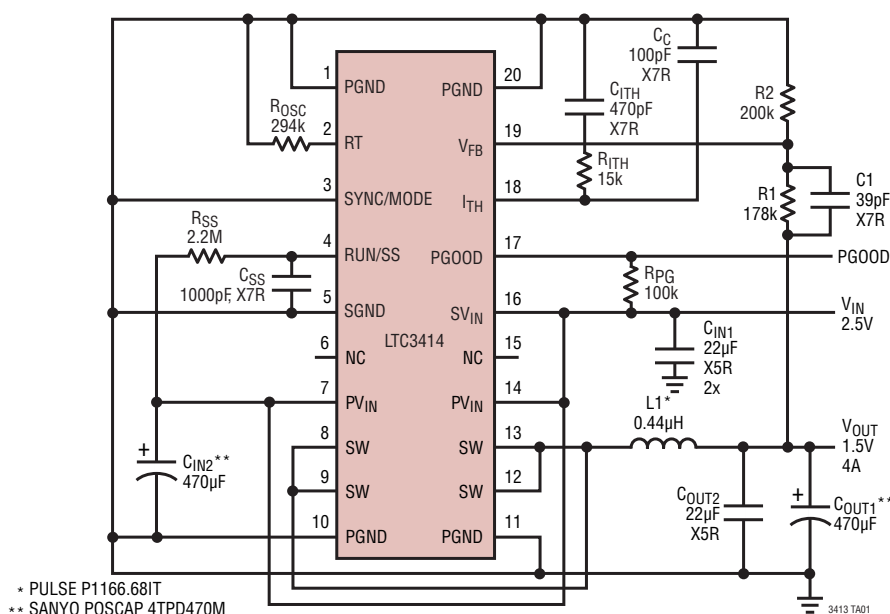 C_C
100pF
X7R
C_ITH
470pF
X7R
R2
200k
R_OSC
294k
1
PGND
PGND
20
2
RT
V_FB
19
R_ITH
15k
3
SYNC/MODE
I_TH
18
R1
178k
C1
39pF
X7R
R_SS
2.2M
4
RUN/SS
PGOOD
17
PGOOD
C_SS
1000pF, X7R
R_PG
100k
5
SGND
SV_IN
16
V_IN
2.5V
LTC3414
6
NC
NC
15
C_IN1
22µF
X5R
2x
7
PV_IN
PV_IN
14
L1*
0.44µH
8
SW
SW
13
V_OUT
1.5V
4A
+
C_IN2**
470µF
9
SW
SW
12
C_OUT2
22µF
X5R
+
C_OUT1**
470µF
10
PGND
PGND
11
* PULSE P1166.68IT
** SANYO POSCAP 4TPD470M
3413 TA01